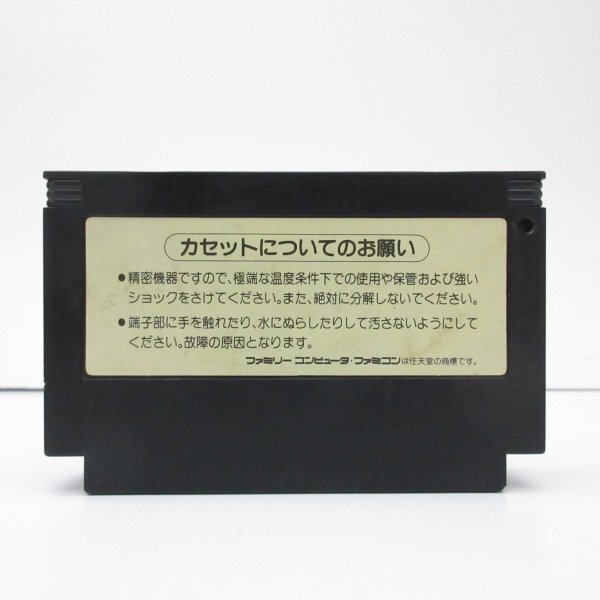 カセットについてのお願い
●精密機器ですので、極端な温度条件下での使用や保管および強い
ショックをさけてください。また、絶対に分解しないでください。
●端子部に手を触れたり、水にぬらしたりして汚さないようにして
ください。故障の原因となります。
ファミリーコンピュータ・ファミコンは任天堂の商標です。